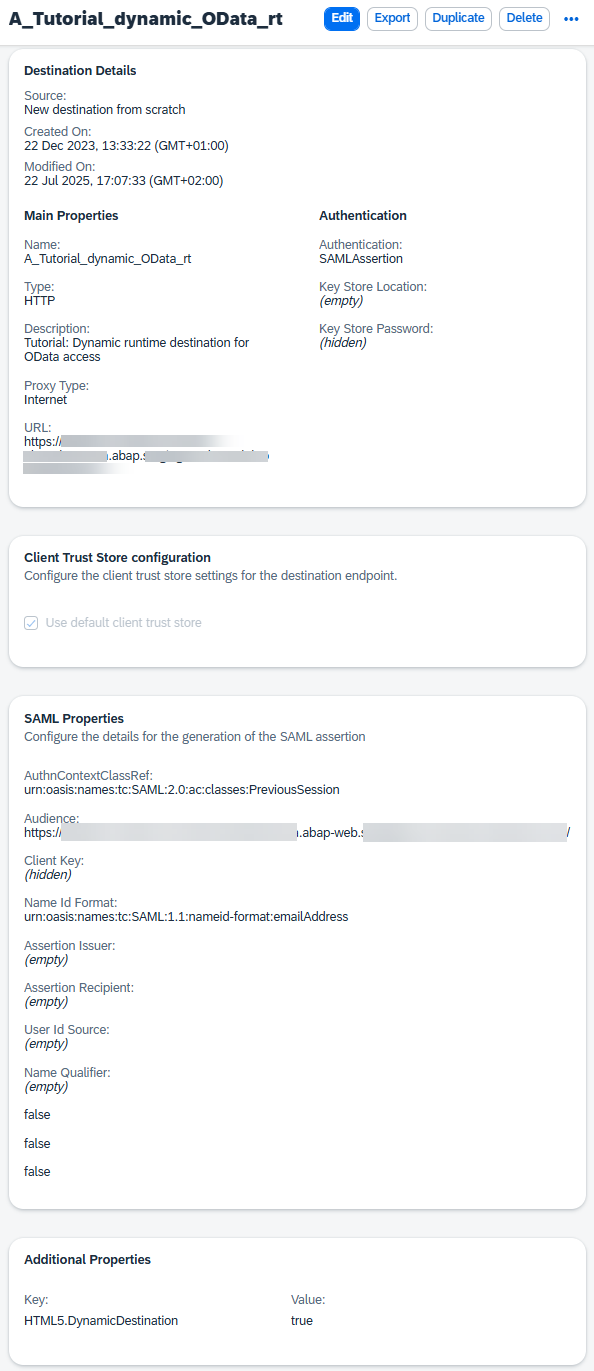 A_Tutorial_dynamic_OData_rt
Edit
Export
Duplicate
Delete
Destination Details
Source:
New destination from scratch
Created On:
22 Dec 2023, 13:33:22 (GMT+01:00)
Modified On:
22 Jul 2025, 17:07:33 (GMT+02:00)
Main Properties
Name:
A_Tutorial_dynamic_OData_rt
Type:
HTTP
Description:
Tutorial: Dynamic runtime destination for
OData access
Proxy Type:
Internet
URL:
https://
.abap.
Authentication
Authentication:
SAMLAssertion
Key Store Location:
(empty)
Key Store Password:
(hidden)
Client Trust Store configuration
Configure the client trust store settings for the destination endpoint.
Use default client trust store
SAML Properties
Configure the details for the generation of the SAML assertion
AuthnContextClassRef:
urn:oasis:names:tc:SAML:2.0:ac:classes:PreviousSession
Audience:
https:// .abap-web. /
Client Key:
(hidden)
Name Id Format:
urn:oasis:names:tc:SAML:1.1:nameid-format:emailAddress
Assertion Issuer:
(empty)
Assertion Recipient:
(empty)
User Id Source:
(empty)
Name Qualifier:
(empty)
false
false
false
Additional Properties
Key: Value:
HTML5.DynamicDestination true